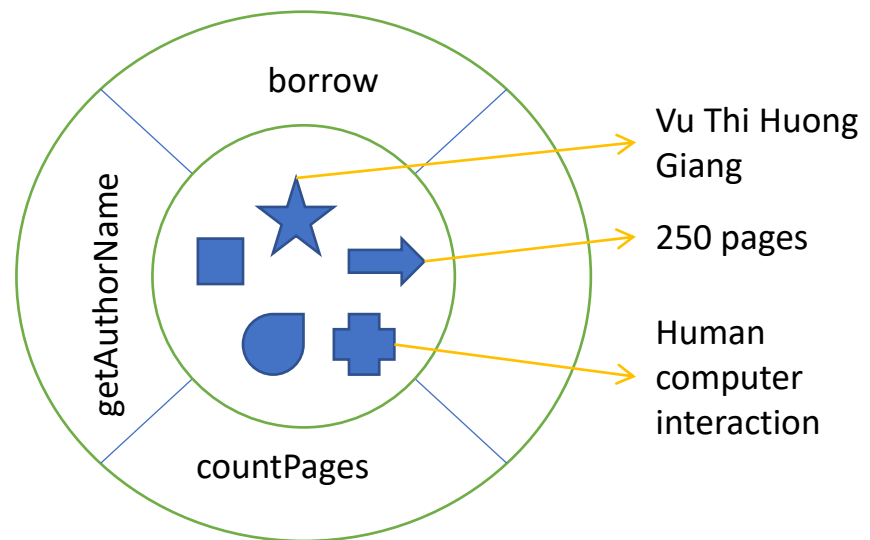 borrow
getAuthorName
countPages
Vu Thi Huong
Giang
250 pages
Human
computer
interaction